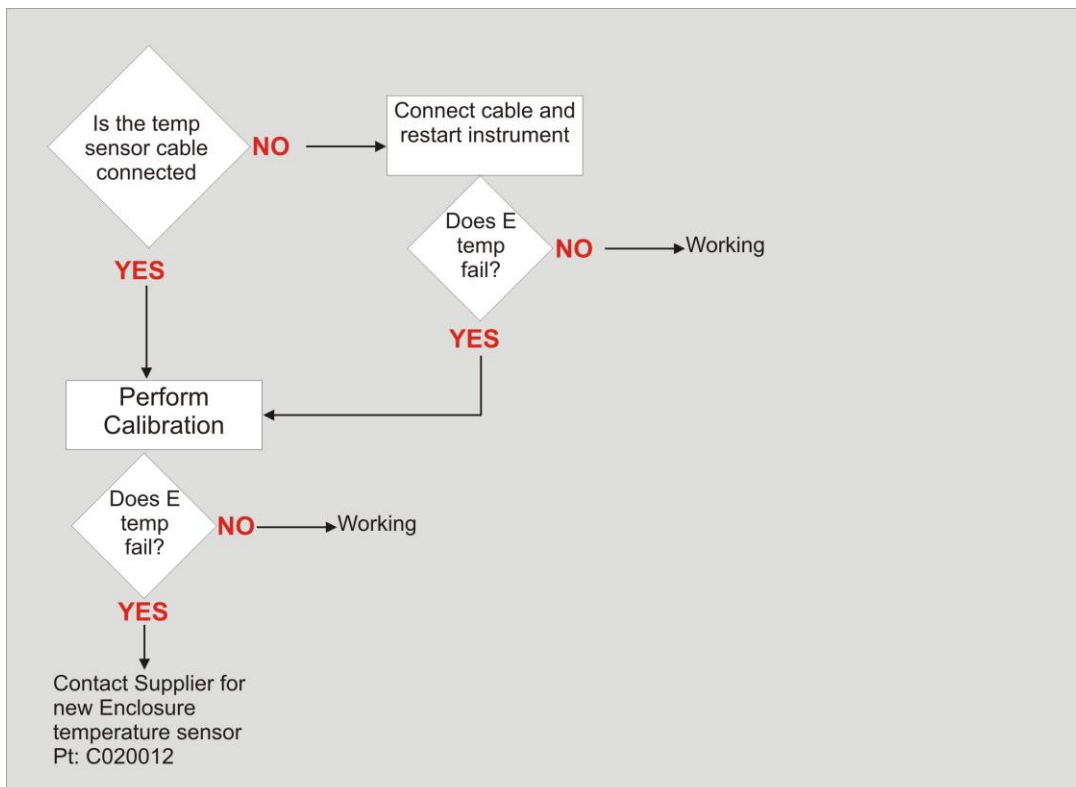 Is the temp
sensor cable
connected
NO
Connect cable and
restart instrument
Does E
temp
fail?
NO
Working
YES
YES
Perform
Calibration
Does E
temp
fail?
NO
Working
YES
Contact Supplier for
new Enclosure
temperature sensor
Pt: C020012